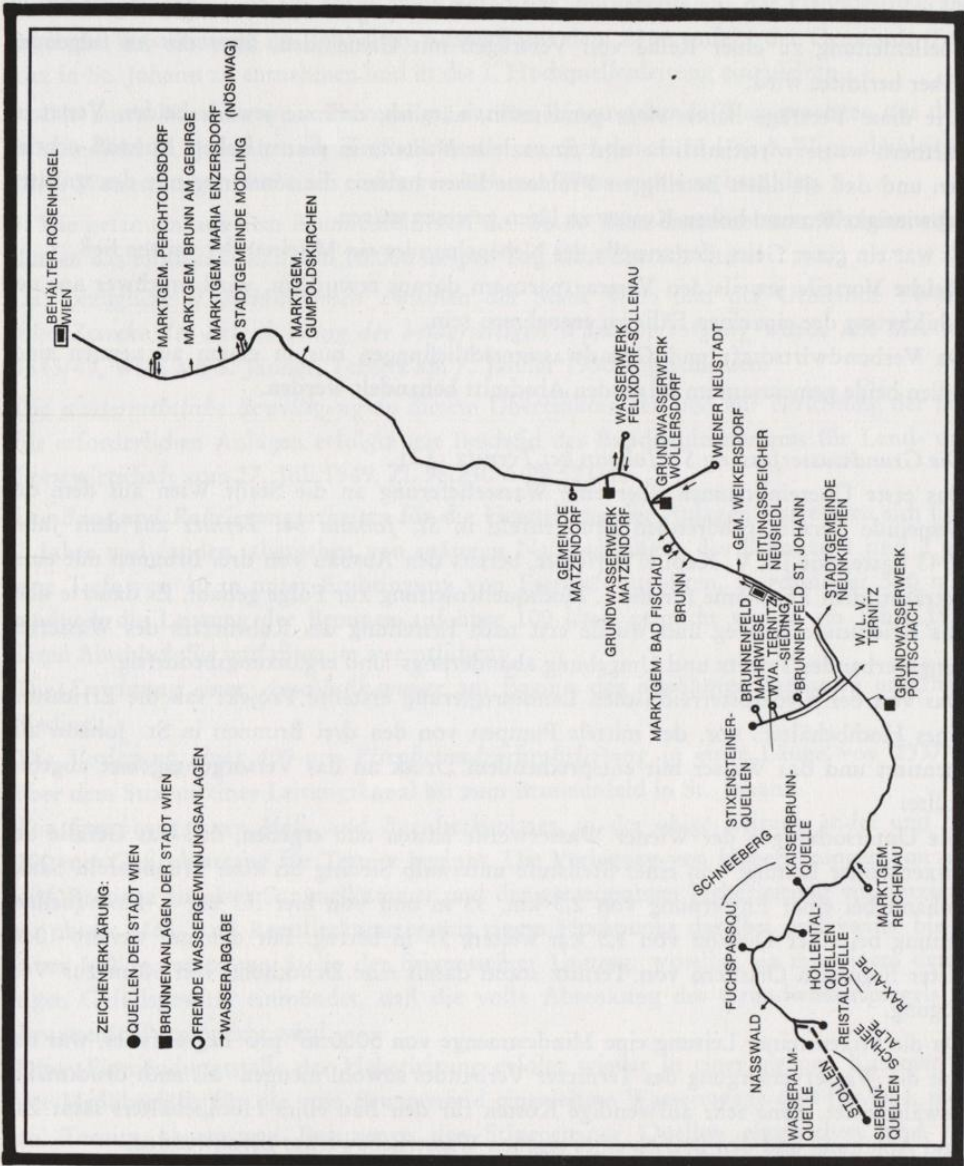 ZEICHENERKLÄRUNG:
QUELLEN DER STADT WIEN
BRUNNENANLAGEN DER STADT WIEN
FREMDE WASSERGEWINNUNGSANLAGEN
WASSERABGABE
BEHÄLTER ROSENHÜGEL
WIEN
MARKTGEM. PERCHTOLDSDORF
MARKTGEM. BRUNN AM GEBIRGE
MARKTGEM. MARIA ENZERSDORF
STADTGEMEINDE MÖDLING (NÖSIWAG)
MARKTGEM.
GUMPOLDSKIRCHEN
WASSERWERK
FELIXDORF-SOLLENAU
GEMEINDE
MATZENDORF
GRUNDWASSERWERK
MATZENDORF
GRUNDWASSERWERK
WÖLLERSDORF
WIENER NEUSTADT
MARKTGEM. BAD FISCHAU -
BRUNN
GEM. WEIKERSDORF
LEITUNGSSPEICHER
NEUSIEDL
BRUNNENFELD
MAHRWIESE
WVA. TERNITZ
-SIEDING
BRUNNENFELD ST. JOHANN
STADTGEMEINDE
NEUNKIRCHEN
STIXENSTEINER-
QUELLEN
W. L. V.
TERNITZ
GRUNDWASSERWERK
POTTSCHACH
SCHNEEBERG
KAISERBRUNN-
QUELLE
MARKTGEM.
REICHENAU
FUCHSPASSQU.
HÖLLENTAL-
QUELLEN
REISTALQUELLE
RAX-ALPE
SCHNEE
ALPE
NASSWALD
WASSERALM-
QUELLE
STOLLEN
SCHNEEALPE
SIEBEN-
QUELLEN